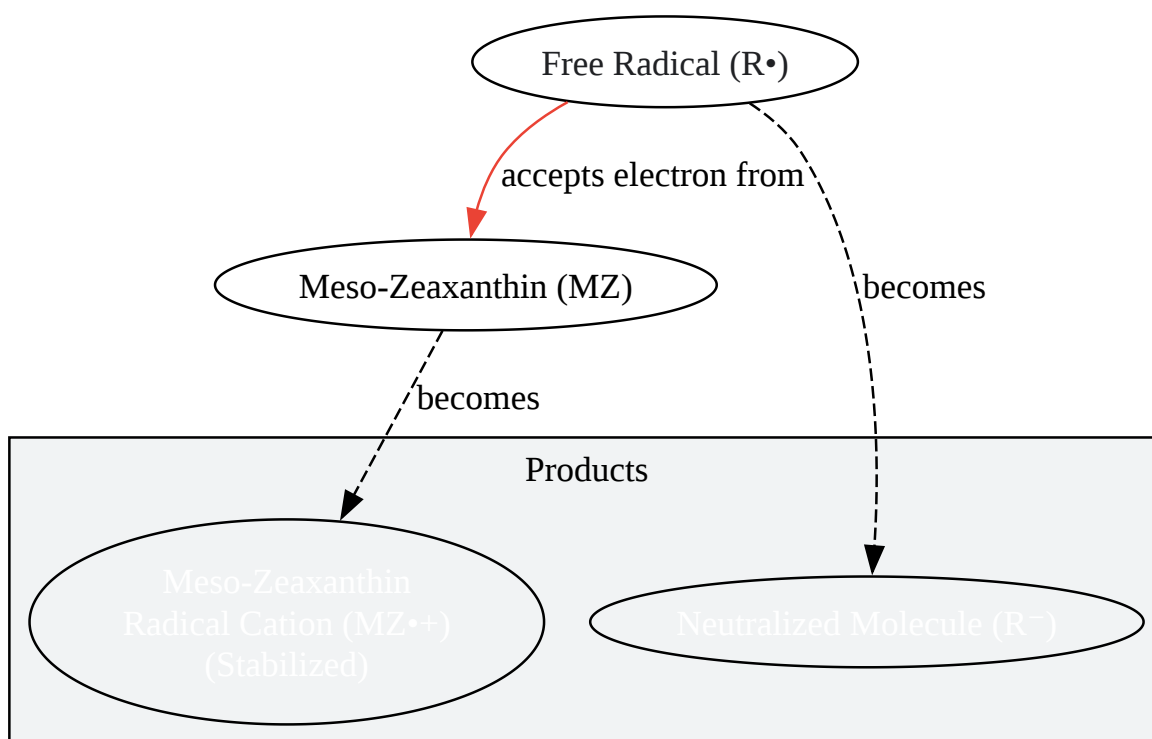 Free Radical (R•)
accepts electron from
Meso-Zeaxanthin (MZ)
becomes
becomes
Products
Meso-Zeaxanthin
Radical Cation (MZ•+)
(Stabilized)
Neutralized Molecule (R⁻)